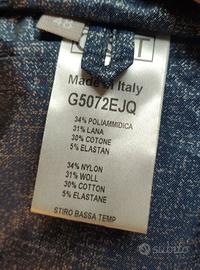 48
Made in Italy
G5072EJQ
34% POLIAMMIDICA
31% LANA
30% COTONE
5% ELASTAN
34% NYLON
31% WOLL
30% COTTON
5% ELASTANE
STIRO BASSA TEMP
subito